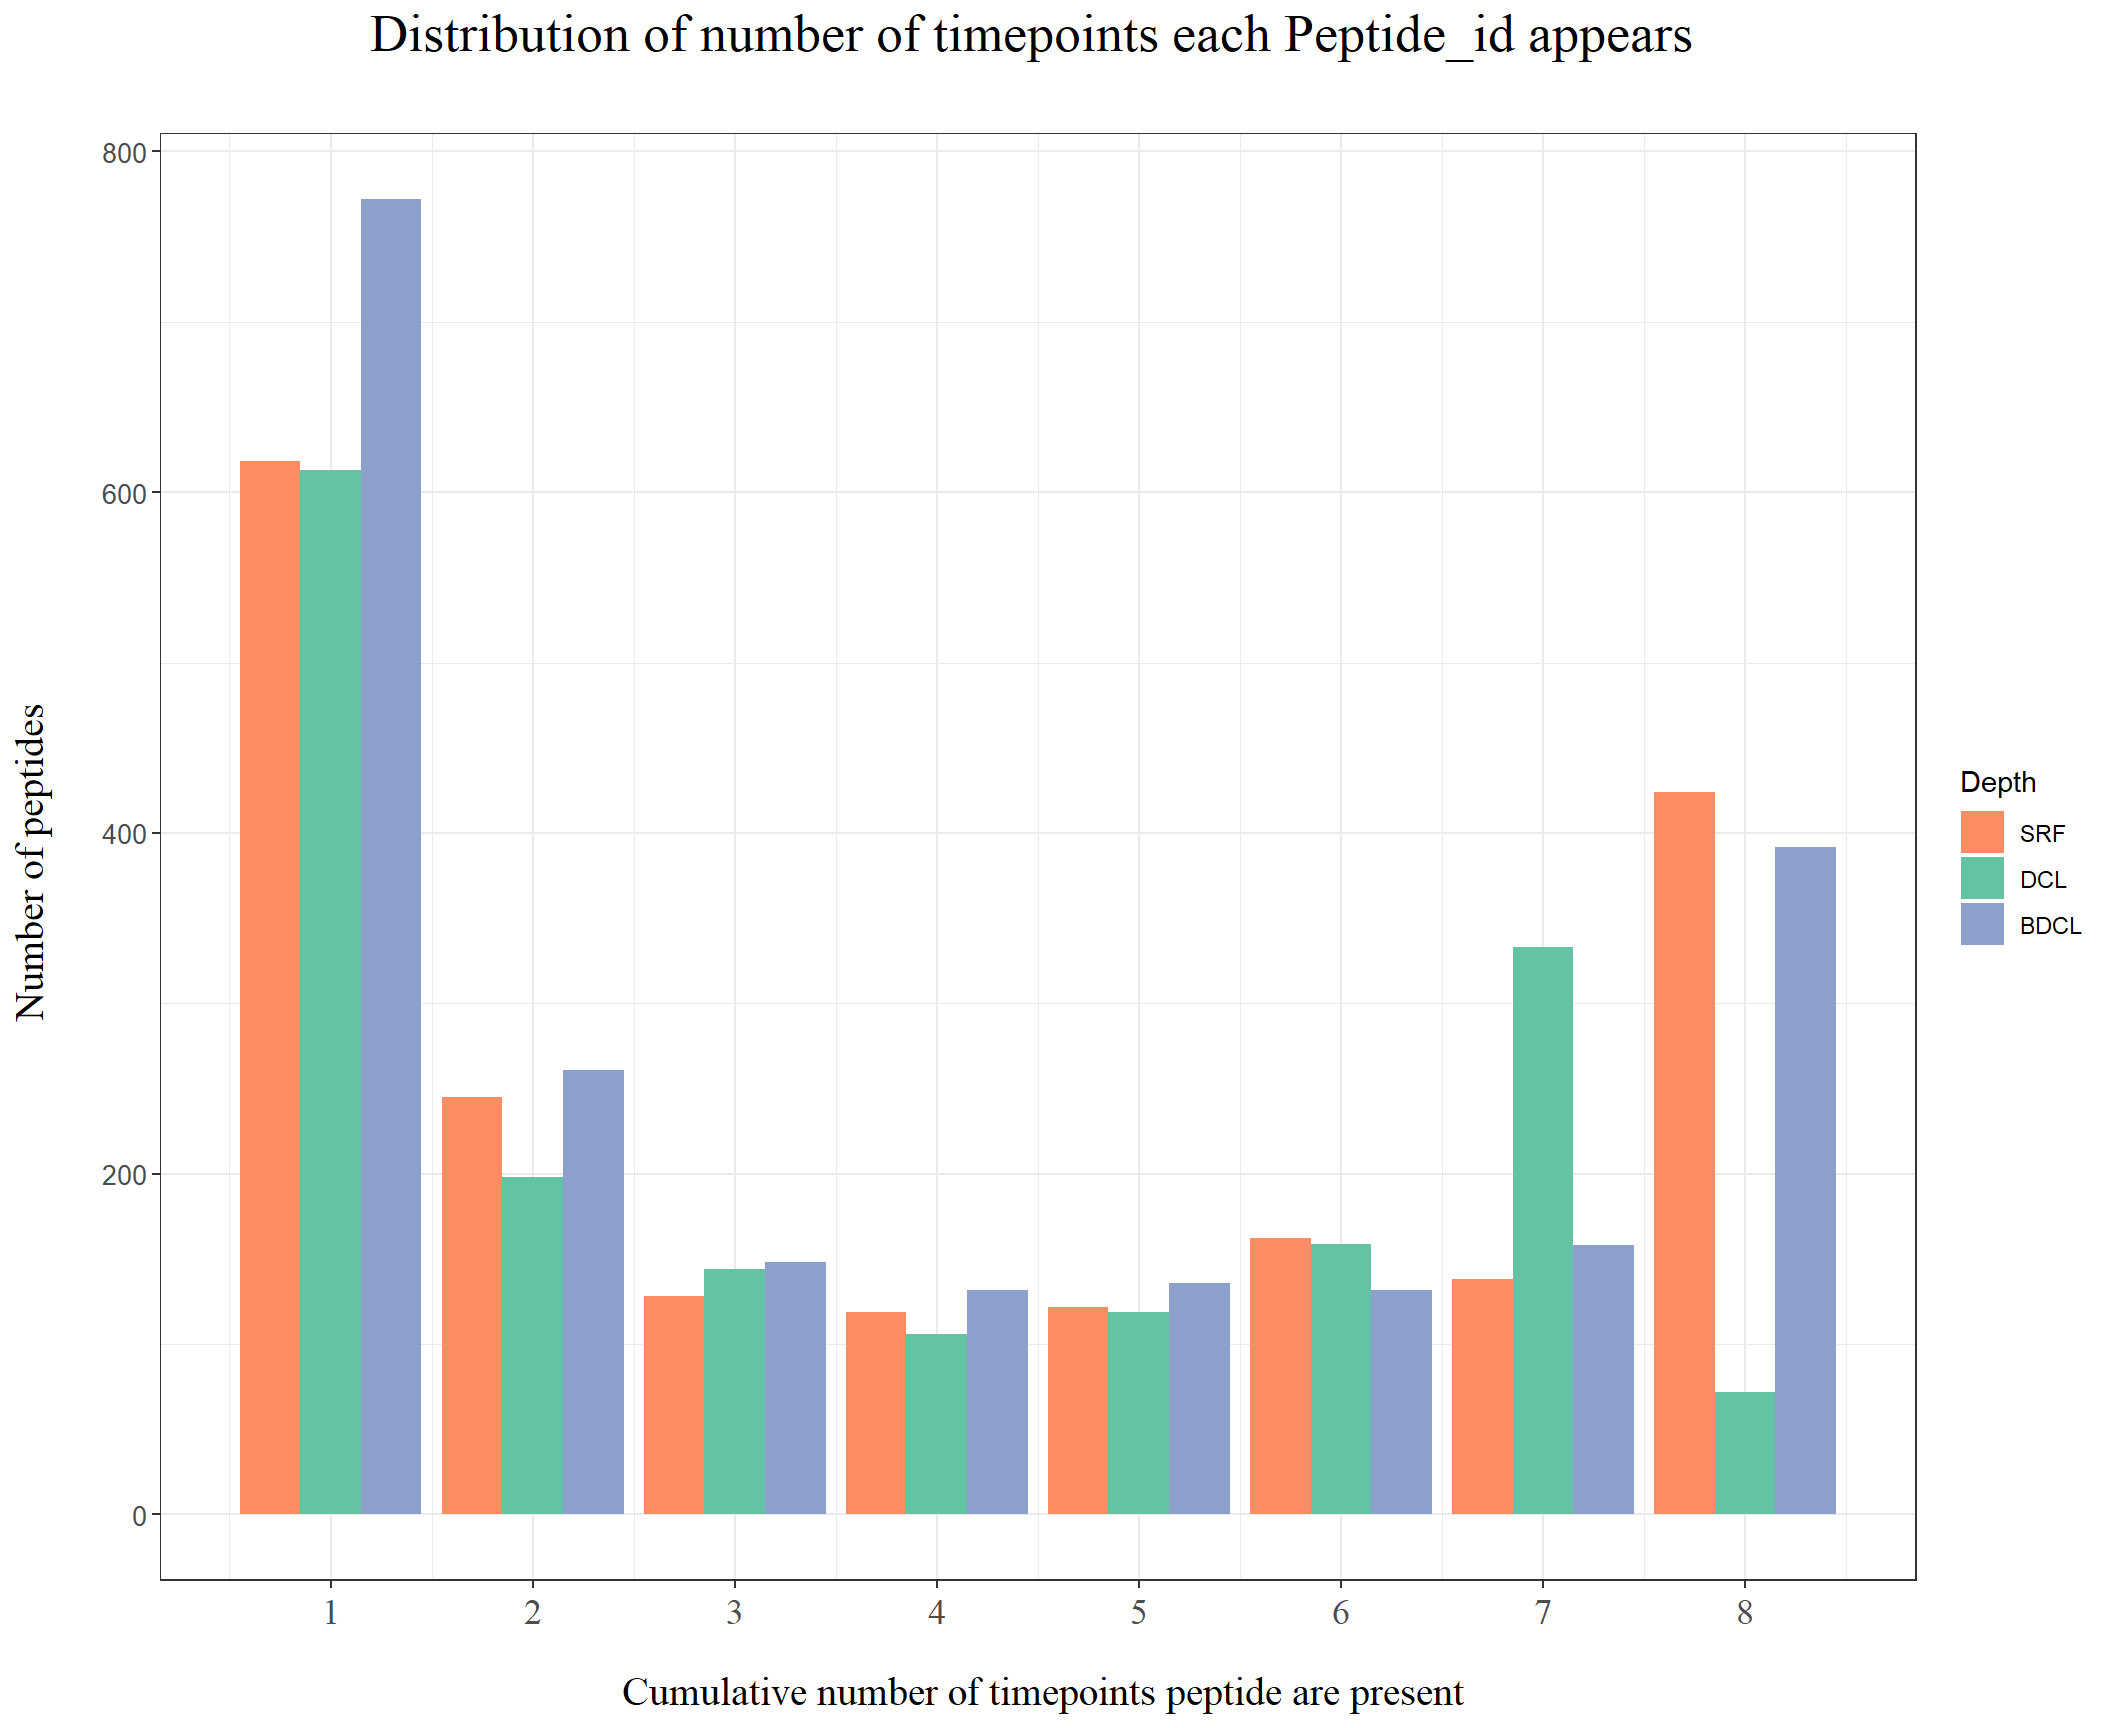 Distribution of number of timepoints each Peptide_id appears
800
600
400
200
0
Number of peptides
1 2 3 4 5 6 7 8
Cumulative number of timepoints peptide are present
Depth
SRF
DCL
BDCL